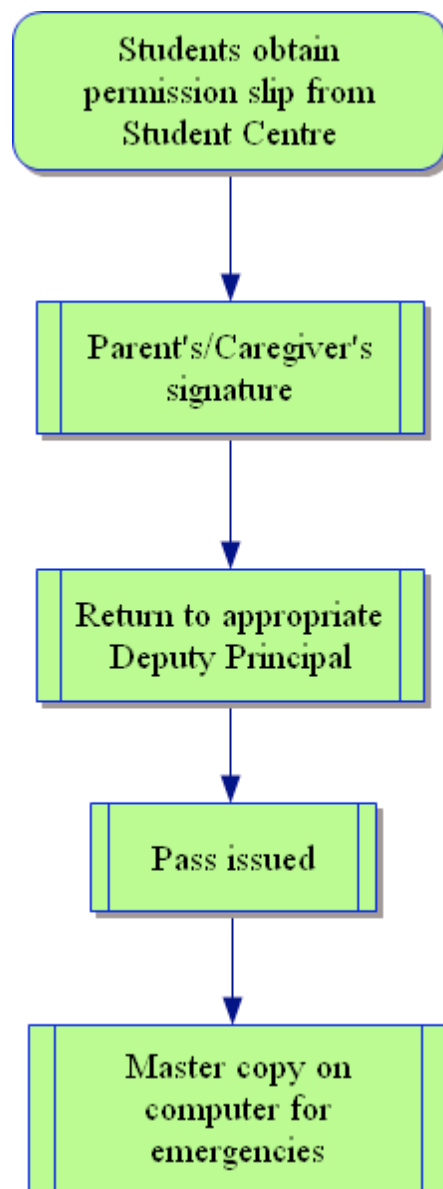 Students obtain
permission slip from
Student Centre
Parent's/Caregiver's
signature
Return to appropriate
Deputy Principal
Pass issued
Master copy on
computer for
emergencies